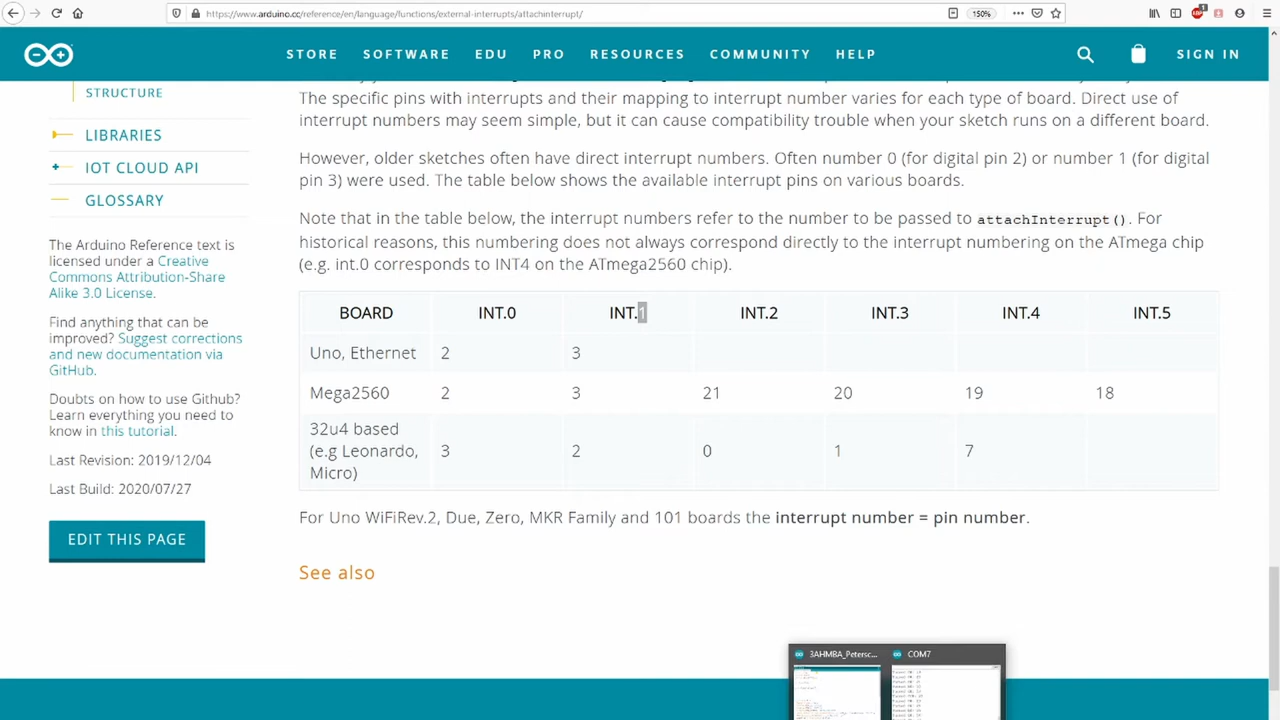 https://www.arduino.cc/reference/en/language/functions/external-interrupts/attachinterrupt/
150%
STORE SOFTWARE EDU PRO RESOURCES COMMUNITY HELP SIGN IN
STRUCTURE
LIBRARIES
IOT CLOUD API
GLOSSARY
The Arduino Reference text is
licensed under a Creative
Commons Attribution-Share
Alike 3.0 License.
Find anything that can be
improved? Suggest corrections
and new documentation via
GitHub.
Doubts on how to use Github?
Learn everything you need to
know in this tutorial.
Last Revision: 2019/12/04
Last Build: 2020/07/27
EDIT THIS PAGE
The specific pins with interrupts and their mapping to interrupt number varies for each type of board. Direct use of
interrupt numbers may seem simple, but it can cause compatibility trouble when your sketch runs on a different board.
However, older sketches often have direct interrupt numbers. Often number 0 (for digital pin 2) or number 1 (for digital
pin 3) were used. The table below shows the available interrupt pins on various boards.
Note that in the table below, the interrupt numbers refer to the number to be passed to attachInterrupt(). For
historical reasons, this numbering does not always correspond directly to the interrupt numbering on the ATmega chip
(e.g. int.0 corresponds to INT4 on the ATmega2560 chip).
BOARD INT.0 INT.1 INT.2 INT.3 INT.4 INT.5
Uno, Ethernet 2 3
Mega2560 2 3 21 20 19 18
32u4 based
(e.g Leonardo,
Micro) 3 2 0 1 7
For Uno WiFiRev.2, Due, Zero, MKR Family and 101 boards the interrupt number = pin number.
See also
3AHMBA_Petersc... COM7